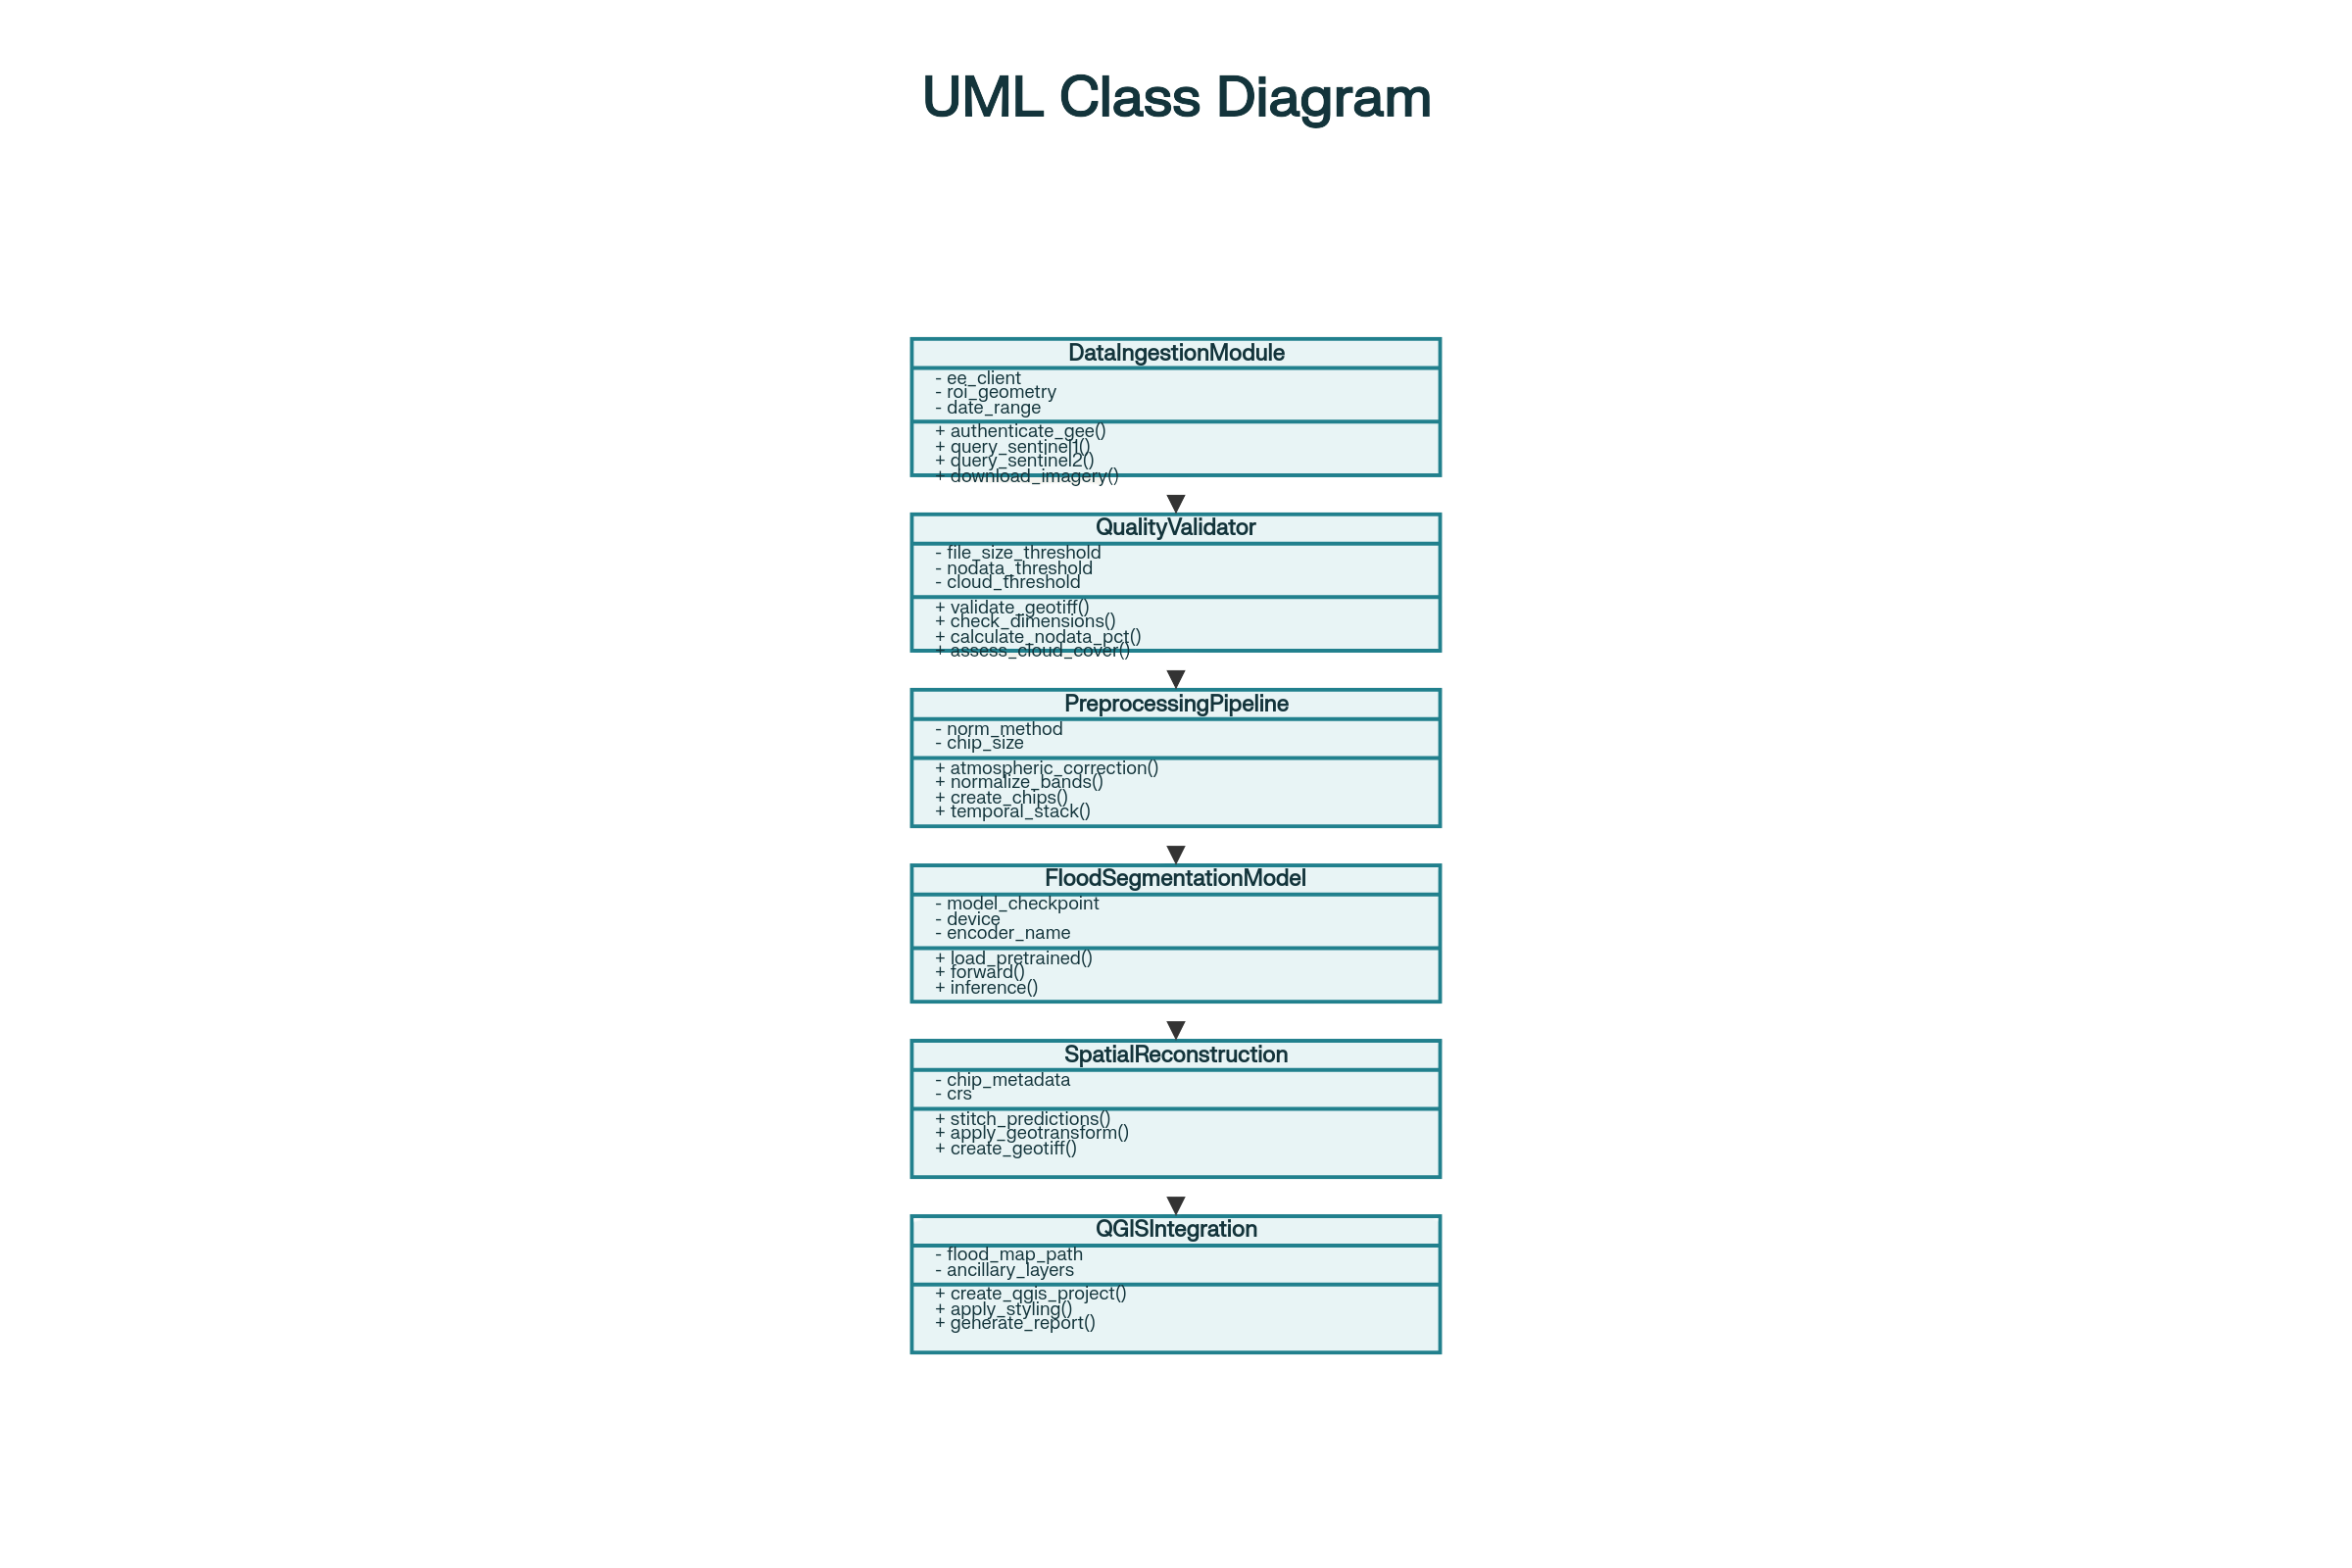 UML Class Diagram
DataIngestionModule
- ee_client
- roi_geometry
- date_range
+ authenticate_gee()
+ query_sentinel1()
+ query_sentinel2()
+ download_imagery()
QualityValidator
- file_size_threshold
- nodata_threshold
- cloud_threshold
+ validate_geotiff()
+ check_dimensions()
+ calculate_nodata_pct()
+ assess_cloud_cover()
PreprocessingPipeline
- norm_method
- chip_size
+ atmospheric_correction()
+ normalize_bands()
+ create_chips()
+ temporal_stack()
FloodSegmentationModel
- model_checkpoint
- device
- encoder_name
+ load_pretrained()
+ forward()
+ inference()
SpatialReconstruction
- chip_metadata
- crs
+ stitch_predictions()
+ apply_geotransform()
+ create_geotiff()
QGISIntegration
- flood_map_path
- ancillary_layers
+ create_qgis_project()
+ apply_styling()
+ generate_report()